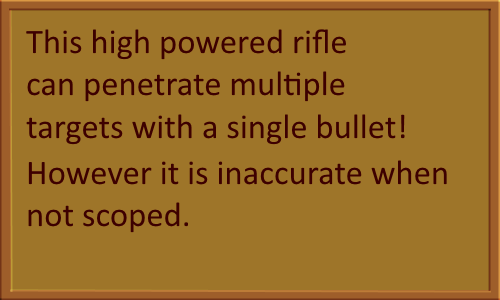 This high powered rifle
can penetrate multiple
targets with a single bullet!
However it is inaccurate when
not scoped.